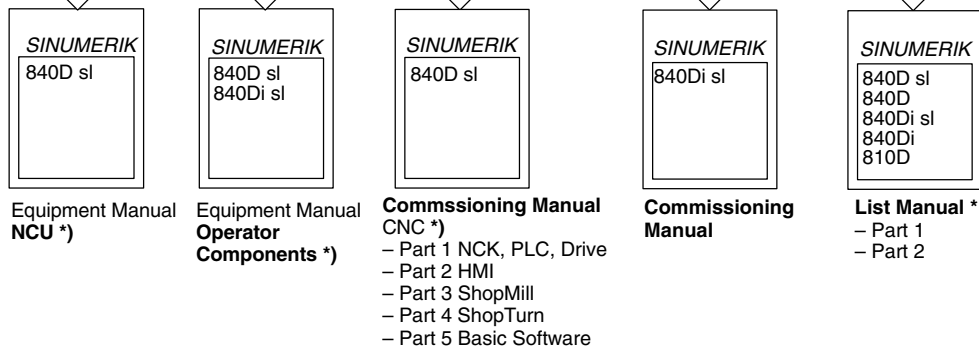 SINUMERIK
840D sl
Equipment Manual
NCU *)
SINUMERIK
840D sl
840Di sl
Equipment Manual
Operator
Components *)
SINUMERIK
840D sl
Commssioning Manual
CNC *)
– Part 1 NCK, PLC, Drive
– Part 2 HMI
– Part 3 ShopMill
– Part 4 ShopTurn
– Part 5 Basic Software
SINUMERIK
840Di sl
Commissioning
Manual
SINUMERIK
840D sl
840D
840Di sl
840Di
810D
List Manual *
– Part 1
– Part 2